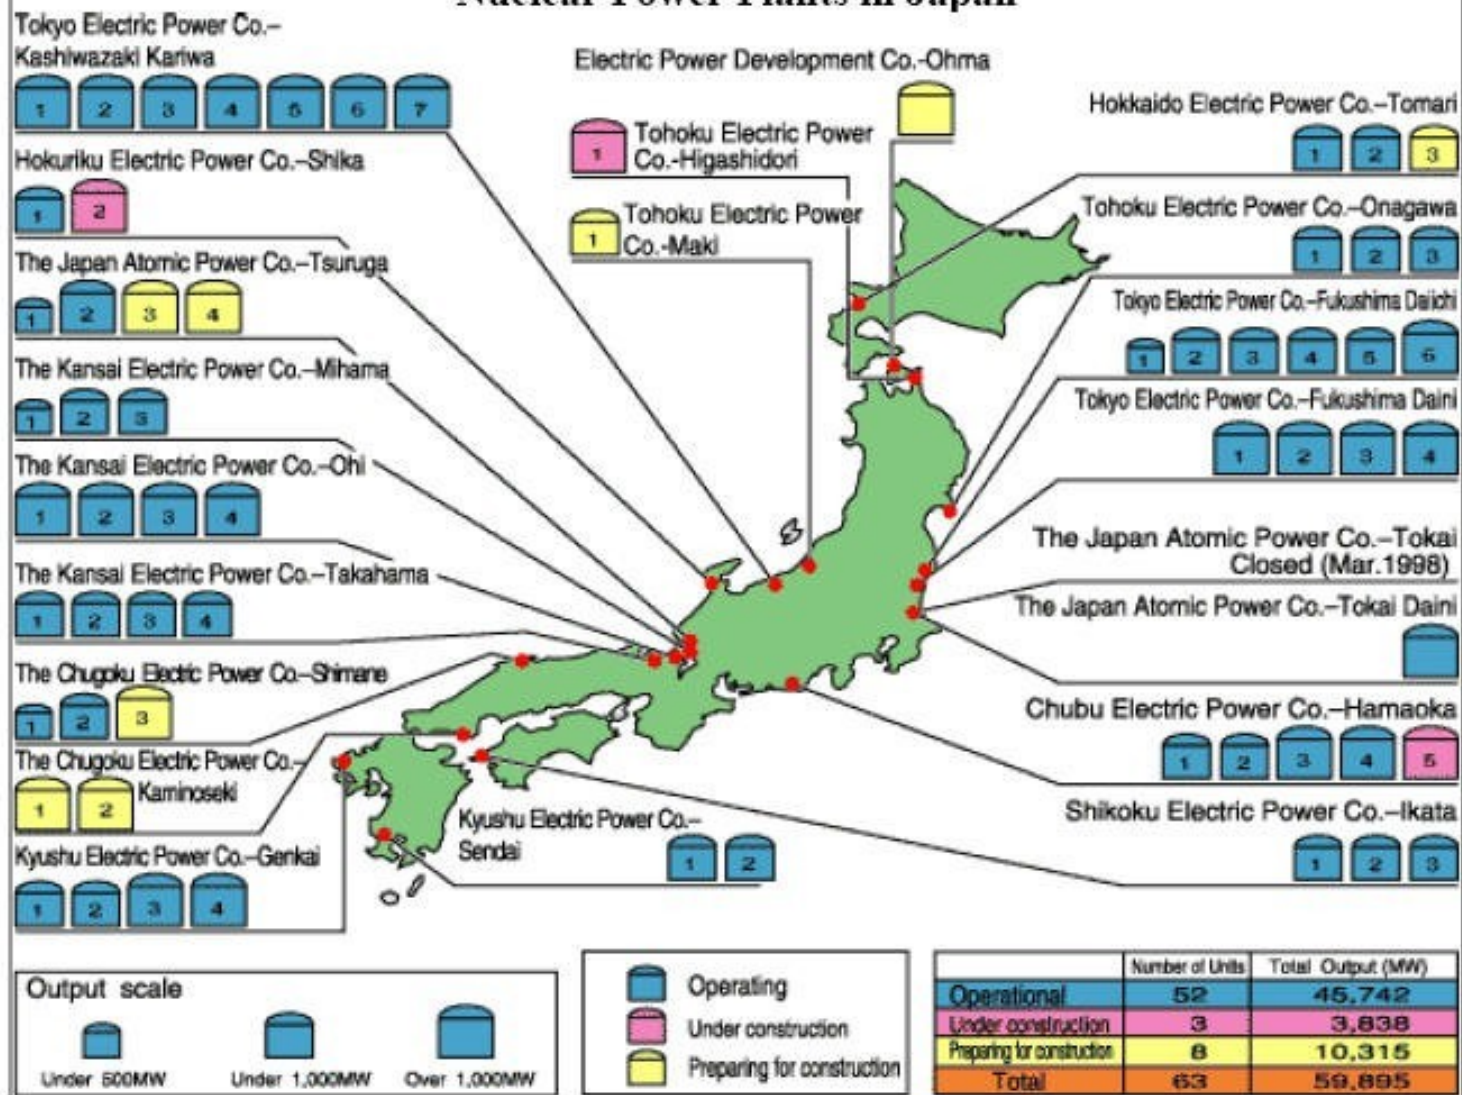 Nuclear Power Plants in Japan
Tokyo Electric Power Co.–
Kashiwazaki Kariwa
1 2 3 4 5 6 7
Hokuriku Electric Power Co.–Shika
1 2
The Japan Atomic Power Co.–Tsuruga
1 2 3 4
The Kansai Electric Power Co.–Mihama
1 2 3
The Kansai Electric Power Co.–Ohi
1 2 3 4
The Kansai Electric Power Co.–Takahama
1 2 3 4
The Chugoku Electric Power Co.–Shimane
1 2 3
The Chugoku Electric Power Co.–
Kaminoseki
1 2
Kyushu Electric Power Co.–Genkai
1 2 3 4
Electric Power Development Co.-Ohma
1
Tohoku Electric Power
Co.-Higashidori
1
Tohoku Electric Power
Co.-Maki
Hokkaido Electric Power Co.–Tomari
1 2 3
Tohoku Electric Power Co.–Onagawa
1 2 3
Tokyo Electric Power Co.–Fukushima Daiichi
1 2 3 4 5 6
Tokyo Electric Power Co.–Fukushima Daini
1 2 3 4
The Japan Atomic Power Co.–Tokai
Closed (Mar.1998)
The Japan Atomic Power Co.–Tokai Daini
Chubu Electric Power Co.–Hamaoka
1 2 3 4 5
Shikoku Electric Power Co.–Ikata
1 2 3
Kyushu Electric Power Co.–
Sendai
1 2
Output scale
Under 500MW Under 1,000MW Over 1,000MW
Operating
Under construction
Preparing for construction
Number of Units Total Output (MW)
Operational 52 45,742
Under construction 3 3,838
Preparing for construction 8 10,315
Total 63 59,895